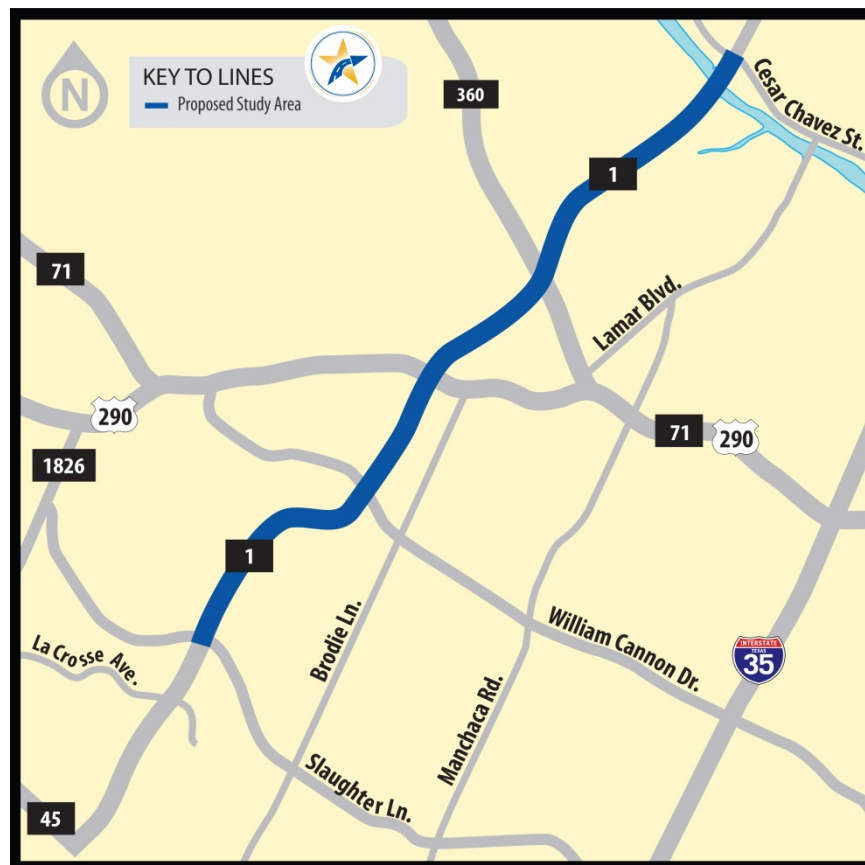 N
KEY TO LINES
Proposed Study Area
Cesar Chavez St.
360
1
71
Lamar Blvd.
290
71
290
1826
1
William Cannon Dr.
Brodie Ln.
La Crosse Ave.
INTERSTATE
TEXAS
35
Manchaca Rd.
Slaughter Ln.
45